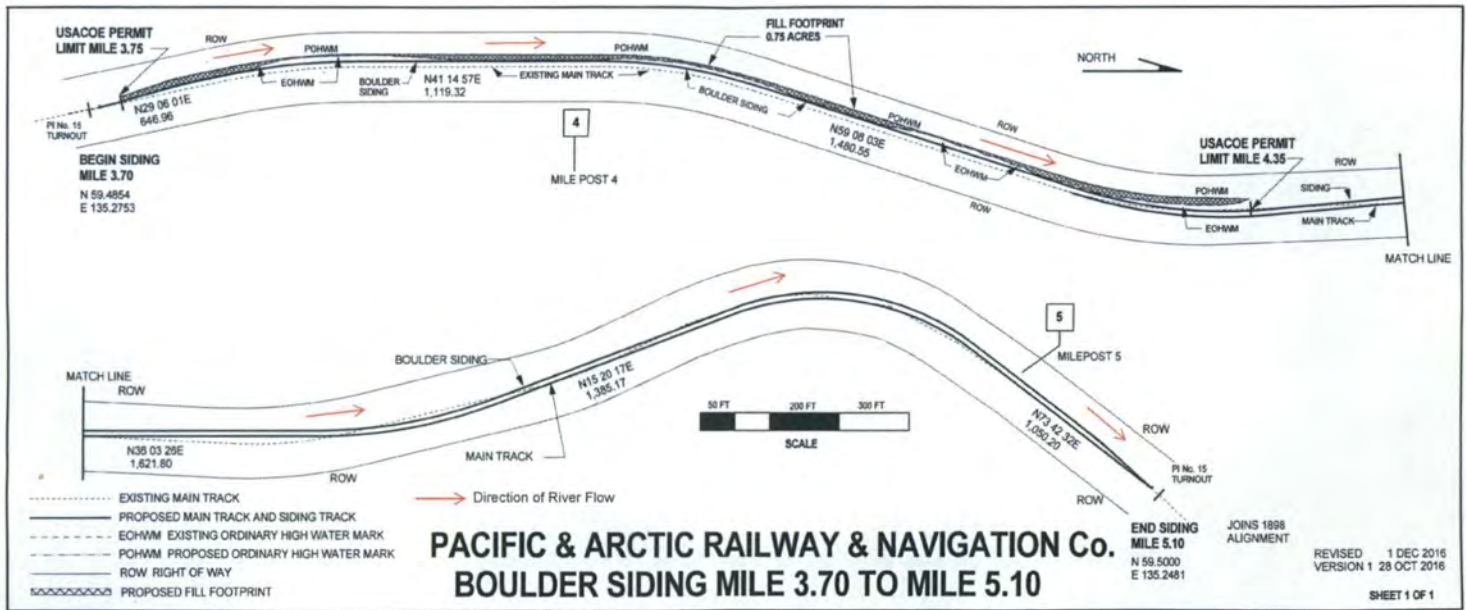 USACOE PERMIT
LIMIT MILE 3.75
ROW
POHWM
EOHWM
N29 06 01E
646.96
PI No. 15
TURNOUT
BEGIN SIDING
MILE 3.70
N 59.4854
E 135.2753
BOULDER
SIDING
N41 14 57E
1,119.32
EXISTING MAIN TRACK
POHWM
FILL FOOTPRINT
0.75 ACRES
4
MILE POST 4
BOULDER SIDING
POHWM
N59 08 03E
1,480.55
ROW
EOHWM
ROW
NORTH
USACOE PERMIT
LIMIT MILE 4.35
ROW
POHWM
SIDING
EOHWM
MAIN TRACK
MATCH LINE
MATCH LINE
ROW
N36 03 26E
1,621.80
ROW
BOULDER SIDING
N15 20 17E
1,385.17
MAIN TRACK
50 FT 200 FT 300 FT
SCALE
5
MILEPOST 5
N73 42 32E
1,050.20
ROW
PI No. 15
TURNOUT
ROW
END SIDING
MILE 5.10
N 59.5000
E 135.2481
JOINS 1898
ALIGNMENT
EXISTING MAIN TRACK
PROPOSED MAIN TRACK AND SIDING TRACK
EOHWM EXISTING ORDINARY HIGH WATER MARK
POHWM PROPOSED ORDINARY HIGH WATER MARK
ROW RIGHT OF WAY
PROPOSED FILL FOOTPRINT
Direction of River Flow
PACIFIC & ARCTIC RAILWAY & NAVIGATION Co.
BOULDER SIDING MILE 3.70 TO MILE 5.10
REVISED 1 DEC 2016
VERSION 1 28 OCT 2016
SHEET 1 OF 1